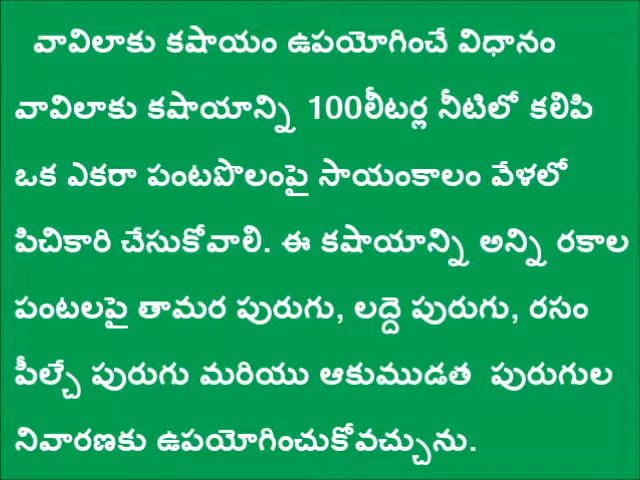 వావిలాకు కషాయం ఉపయోగించే విధానం
వావిలాకు కషాయాన్ని 100లీటర్ల నీటిలో కలిపి
ఒక ఎకరా పంటపొలంపై సాయంకాలం వేళలో
పిచికారి చేసుకోవాలి. ఈ కషాయాన్ని అన్ని రకాల
పంటలపై తామర పురుగు, లద్దె పురుగు, రసం
పీల్చే పురుగు మరియు ఆకుముడత పురుగుల
నివారణకు ఉపయోగించుకోవచ్చును.